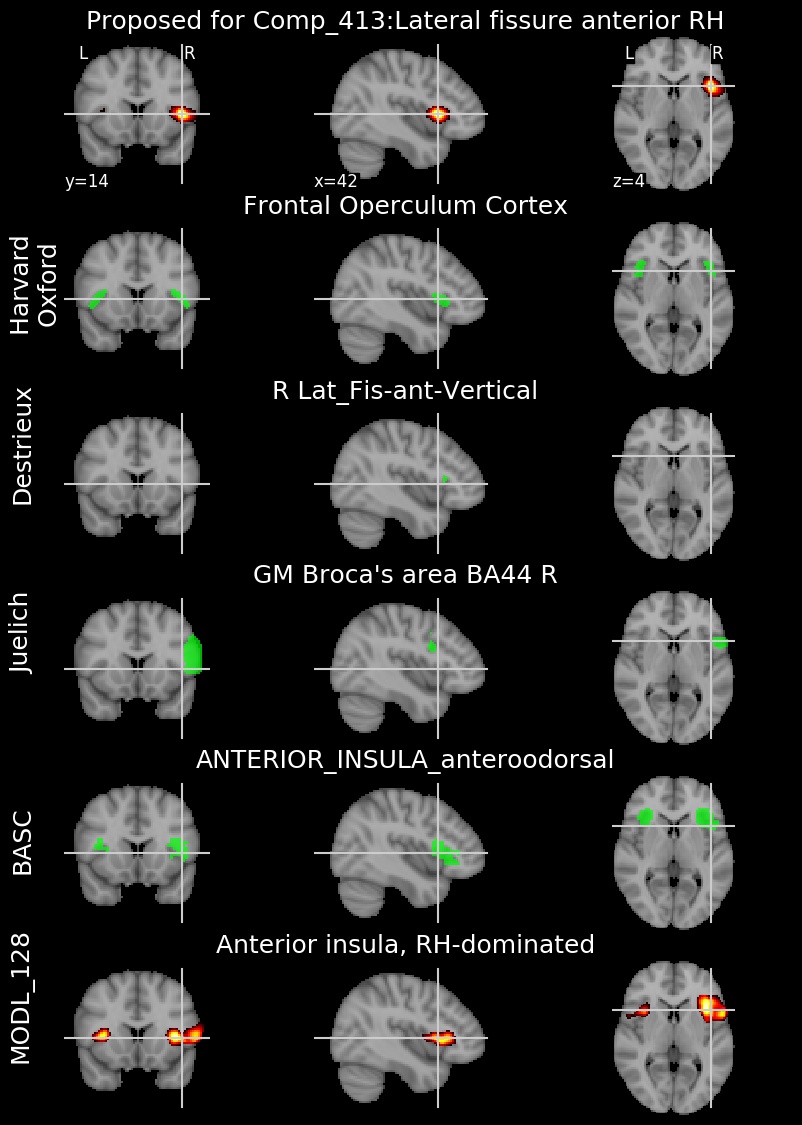 Proposed for Comp_413:Lateral fissure anterior RH
L R L R
y=14 x=42 z=4
Frontal Operculum Cortex
Harvard
Oxford
R Lat_Fis-ant-Vertical
Destrieux
GM Broca's area BA44 R
Juelich
ANTERIOR_INSULA_anteroodorsal
BASC
Anterior insula, RH-dominated
MODL_128